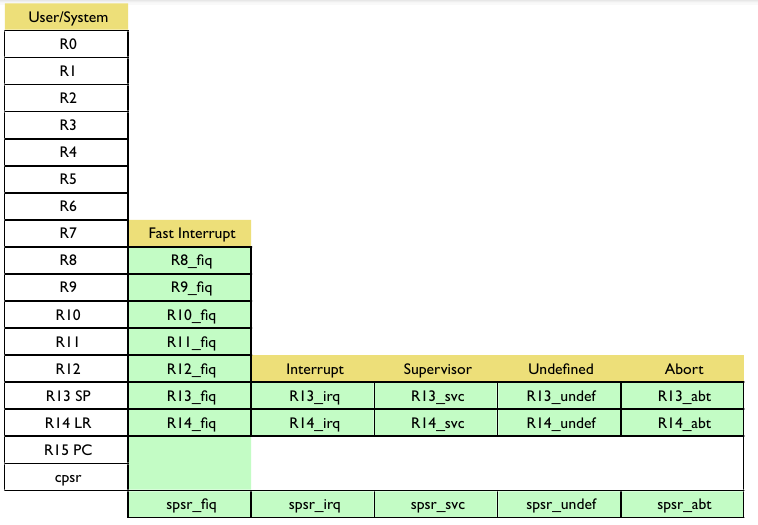 User/System
R0
R1
R2
R3
R4
R5
R6
R7 Fast Interrupt
R8 R8_fiq
R9 R9_fiq
R10 R10_fiq
R11 R11_fiq
R12 R12_fiq Interrupt Supervisor Undefined Abort
R13 SP R13_fiq R13_irq R13_svc R13_undef R13_abt
R14 LR R14_fiq R14_irq R14_svc R14_undef R14_abt
R15 PC
cpsr
spsr_fiq spsr_irq spsr_svc spsr_undef spsr_abt